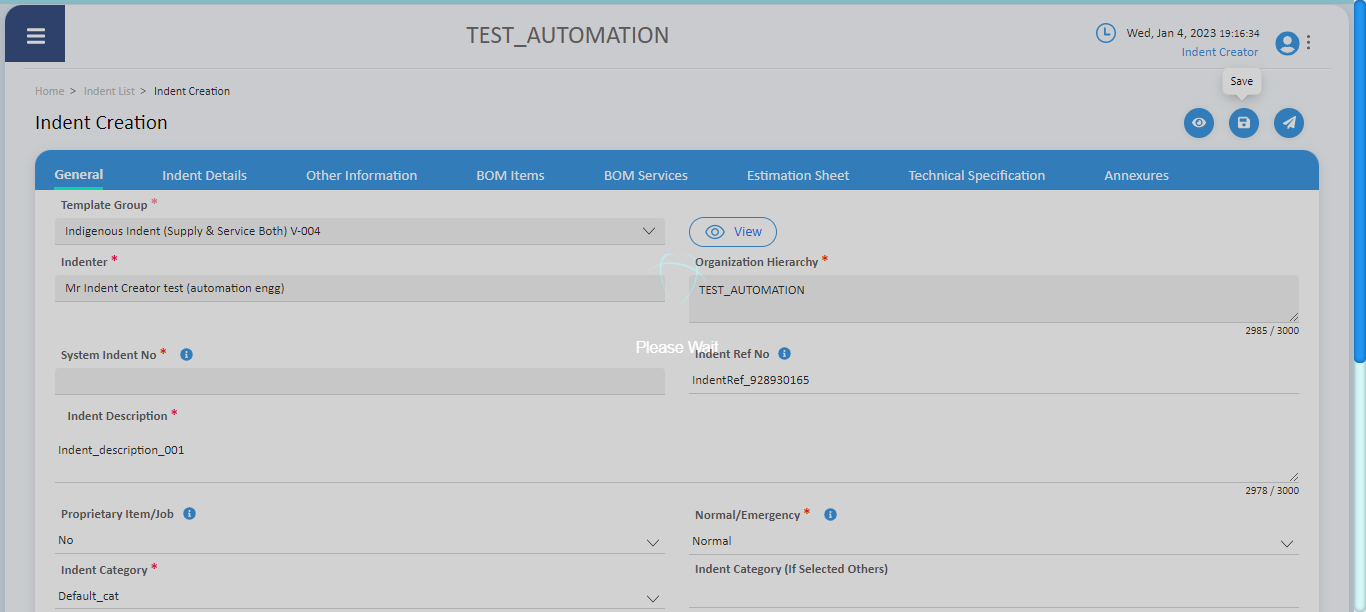 TEST_AUTOMATION
Wed, Jan 4, 2023 19:16:34
Indent Creator
Home > Indent List > Indent Creation
Save
Indent Creation
General Indent Details Other Information BOM Items BOM Services Estimation Sheet Technical Specification Annexures
Template Group *
Indigenous Indent (Supply & Service Both) V-004
View
Indenter *
Organization Hierarchy *
Mr Indent Creator test (automation engg)
TEST_AUTOMATION
2985 / 3000
Please Wait
System Indent No *
Indent Ref No
IndentRef_928930165
Indent Description *
Indent_description_001
2978 / 3000
Proprietary Item/Job
Normal/Emergency *
No
Normal
Indent Category *
Indent Category (If Selected Others)
Default_cat